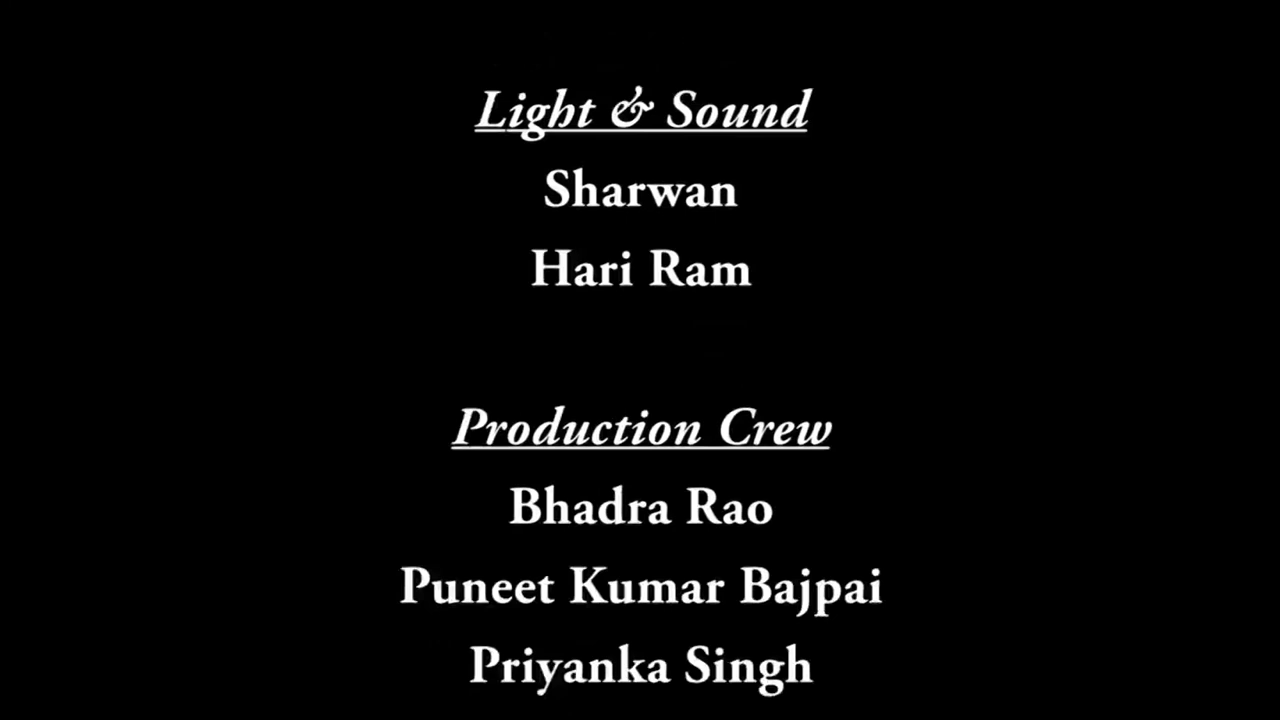 Light & Sound
Sharwan
Hari Ram
Production Crew
Bhadra Rao
Puneet Kumar Bajpai
Priyanka Singh